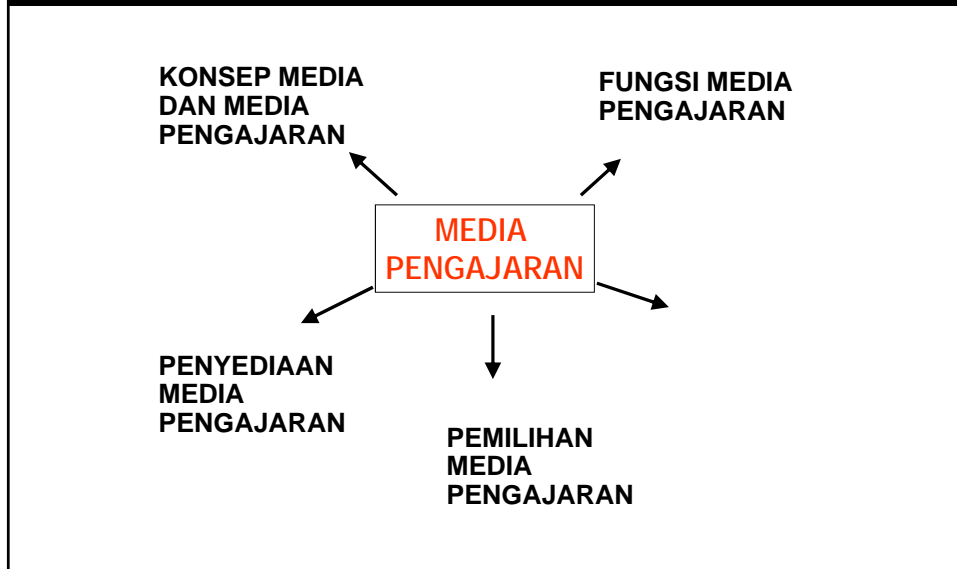 KONSEP MEDIA
DAN MEDIA
PENGAJARAN
FUNGSI MEDIA
PENGAJARAN
MEDIA
PENGAJARAN
PENYEDIAAN
MEDIA
PENGAJARAN
PEMILIHAN
MEDIA
PENGAJARAN